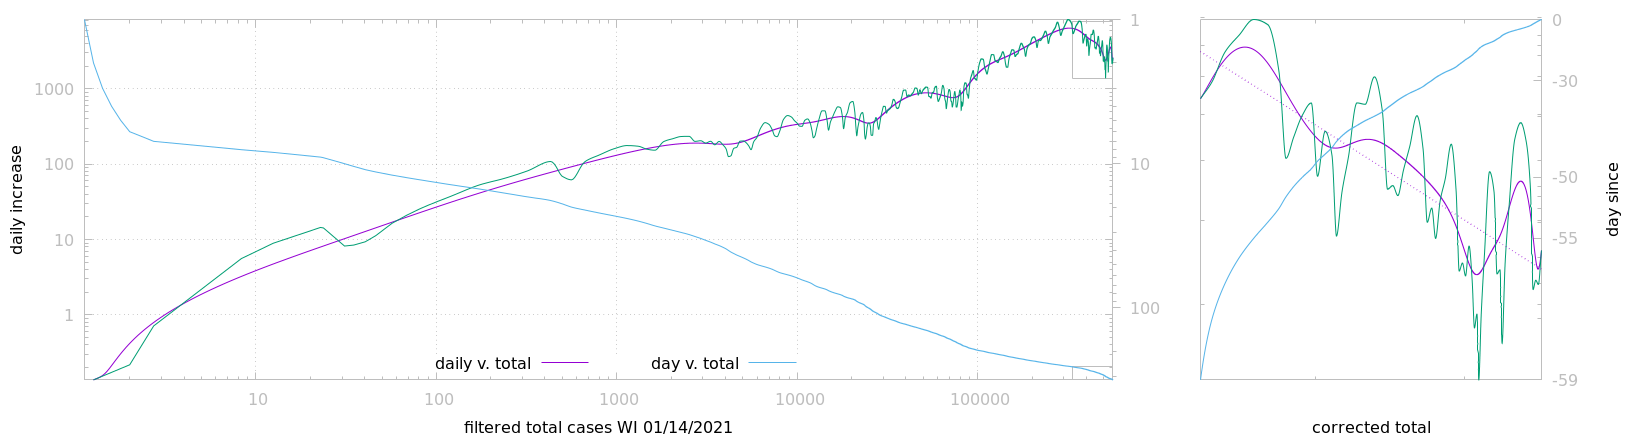 daily increase
1000
100
10
1
10
100
1000
10000
100000
filtered total cases WI 01/14/2021
daily v. total
day v. total
1
10
100
0
-30
-50
-55
-59
day since
corrected total